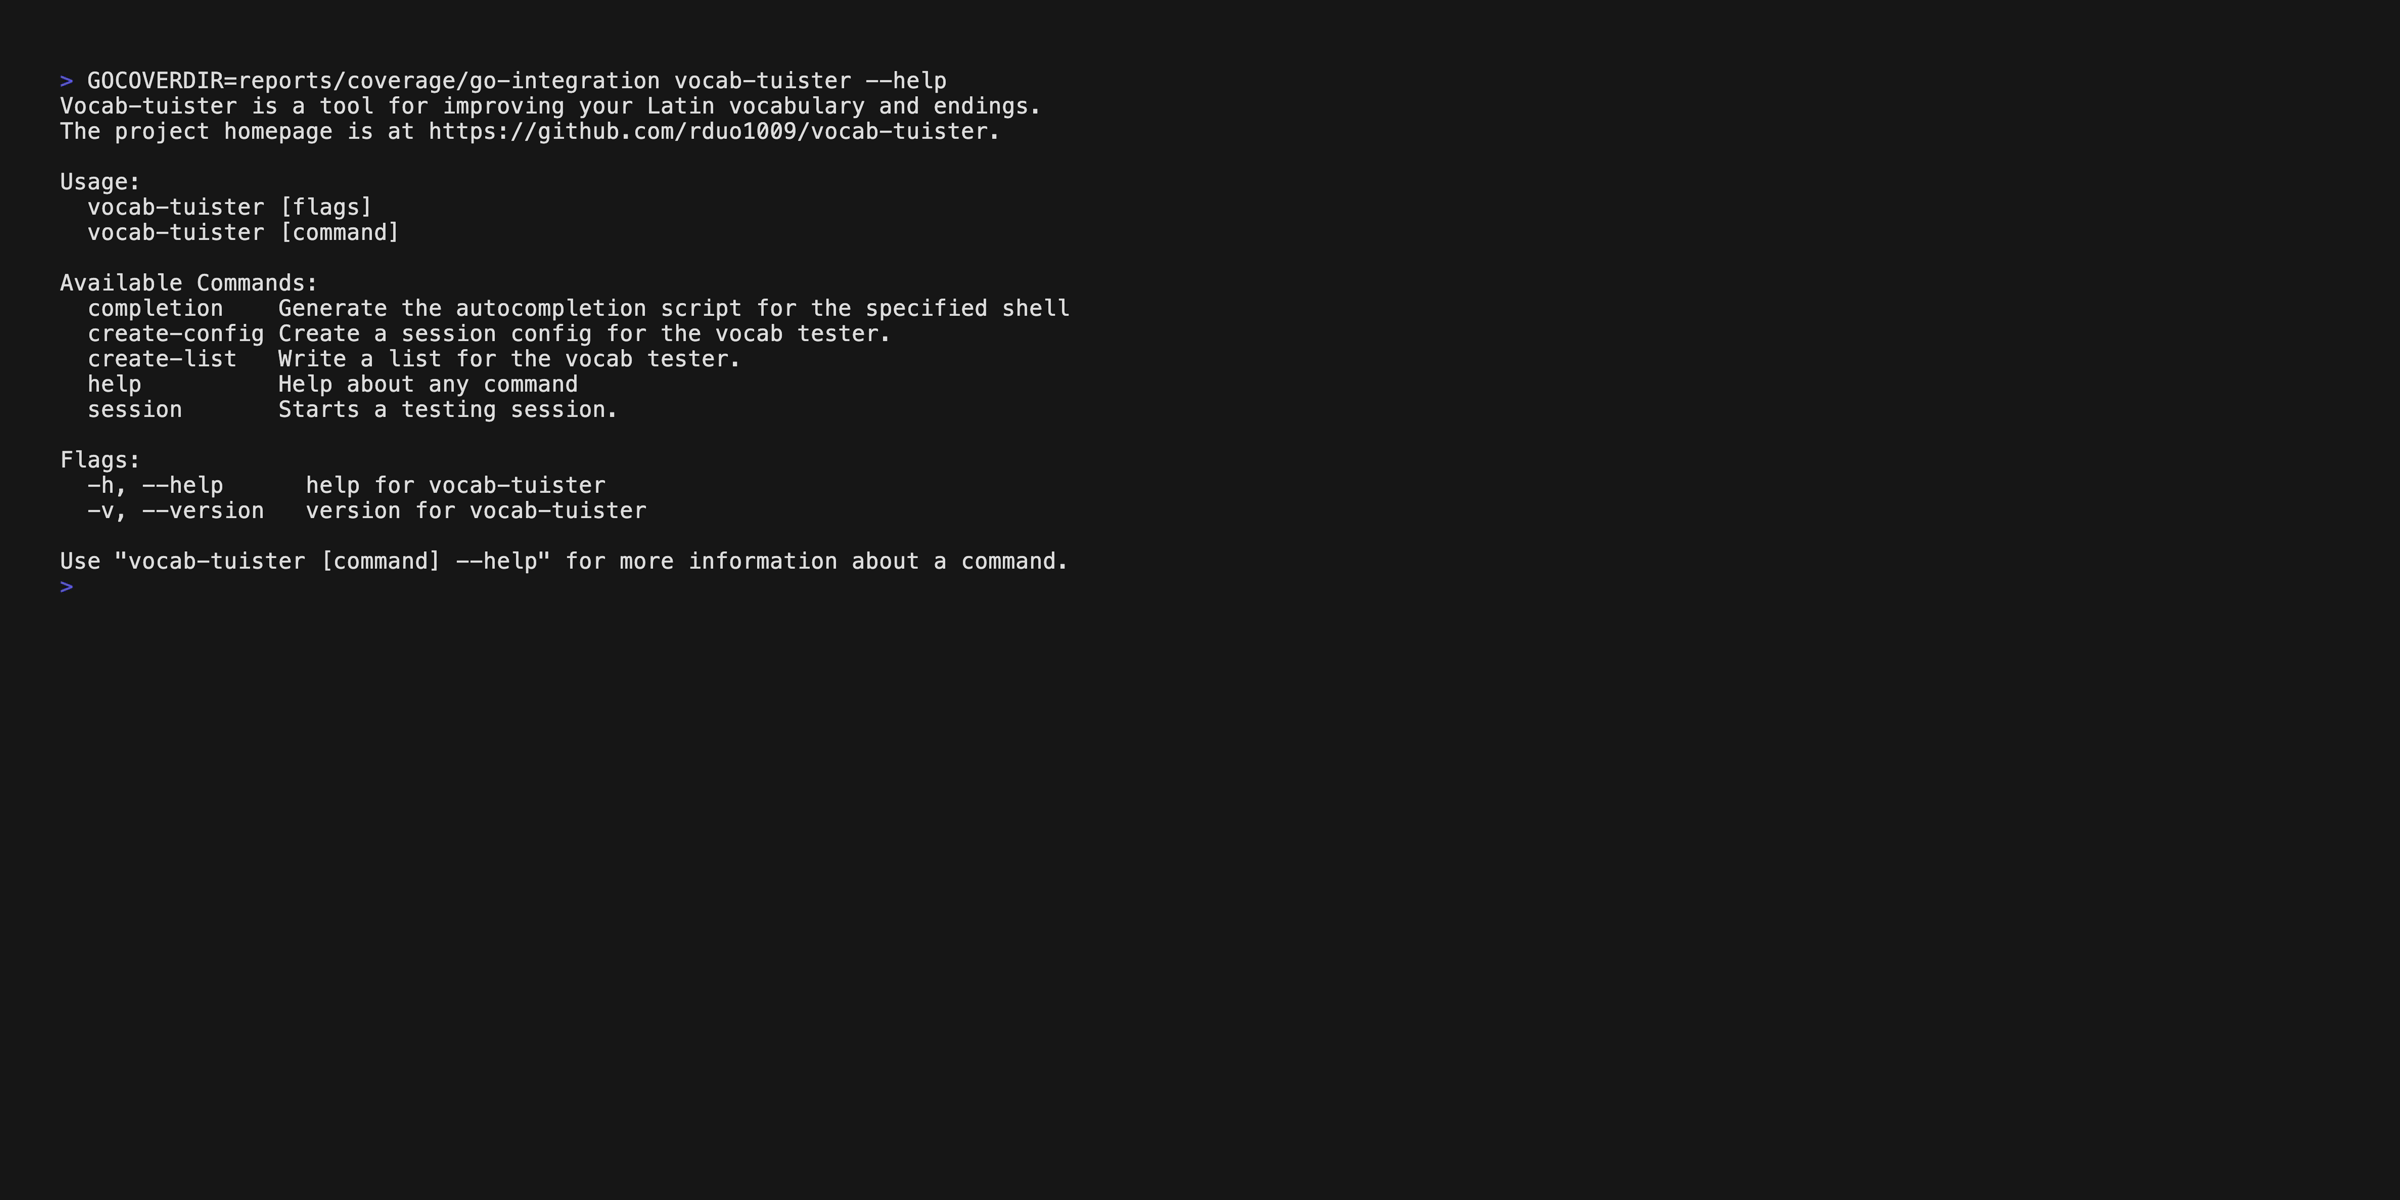 > GOCOVERDIR=reports/coverage/go-integration vocab-tuister --help
Vocab-tuister is a tool for improving your Latin vocabulary and endings.
The project homepage is at https://github.com/rduo1009/vocab-tuister.

Usage:
  vocab-tuister [flags]
  vocab-tuister [command]

Available Commands:
  completion    Generate the autocompletion script for the specified shell
  create-config Create a session config for the vocab tester.
  create-list   Write a list for the vocab tester.
  help          Help about any command
  session       Starts a testing session.

Flags:
  -h, --help      help for vocab-tuister
  -v, --version   version for vocab-tuister

Use "vocab-tuister [command] --help" for more information about a command.
>